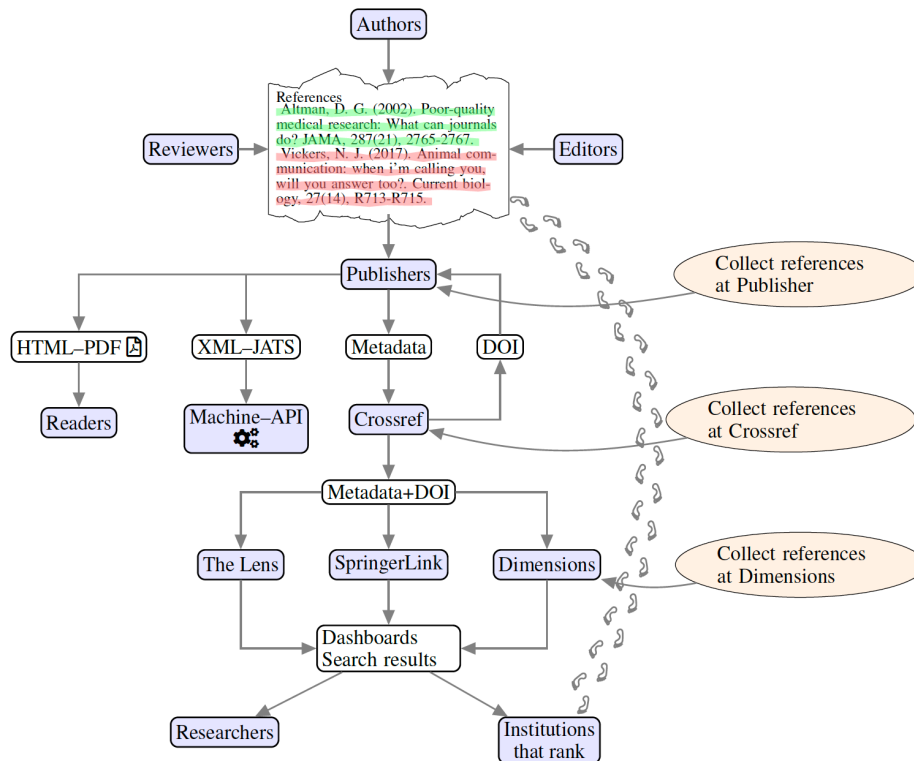 Authors
References
Altman, D. G. (2002). Poor-quality
medical research: What can journals
do? JAMA, 287(21), 2765-2767.
Vickers, N. J. (2017). Animal com-
munication: when i'm calling you,
will you answer too?. Current biol-
ogy, 27(14), R713-R715.
Reviewers
Editors
Publishers
Collect references
at Publisher
HTML–PDF
XML–JATS
Metadata
DOI
Readers
Machine–API
Crossref
Collect references
at Crossref
Metadata+DOI
The Lens
SpringerLink
Dimensions
Collect references
at Dimensions
Dashboards
Search results
Researchers
Institutions
that rank